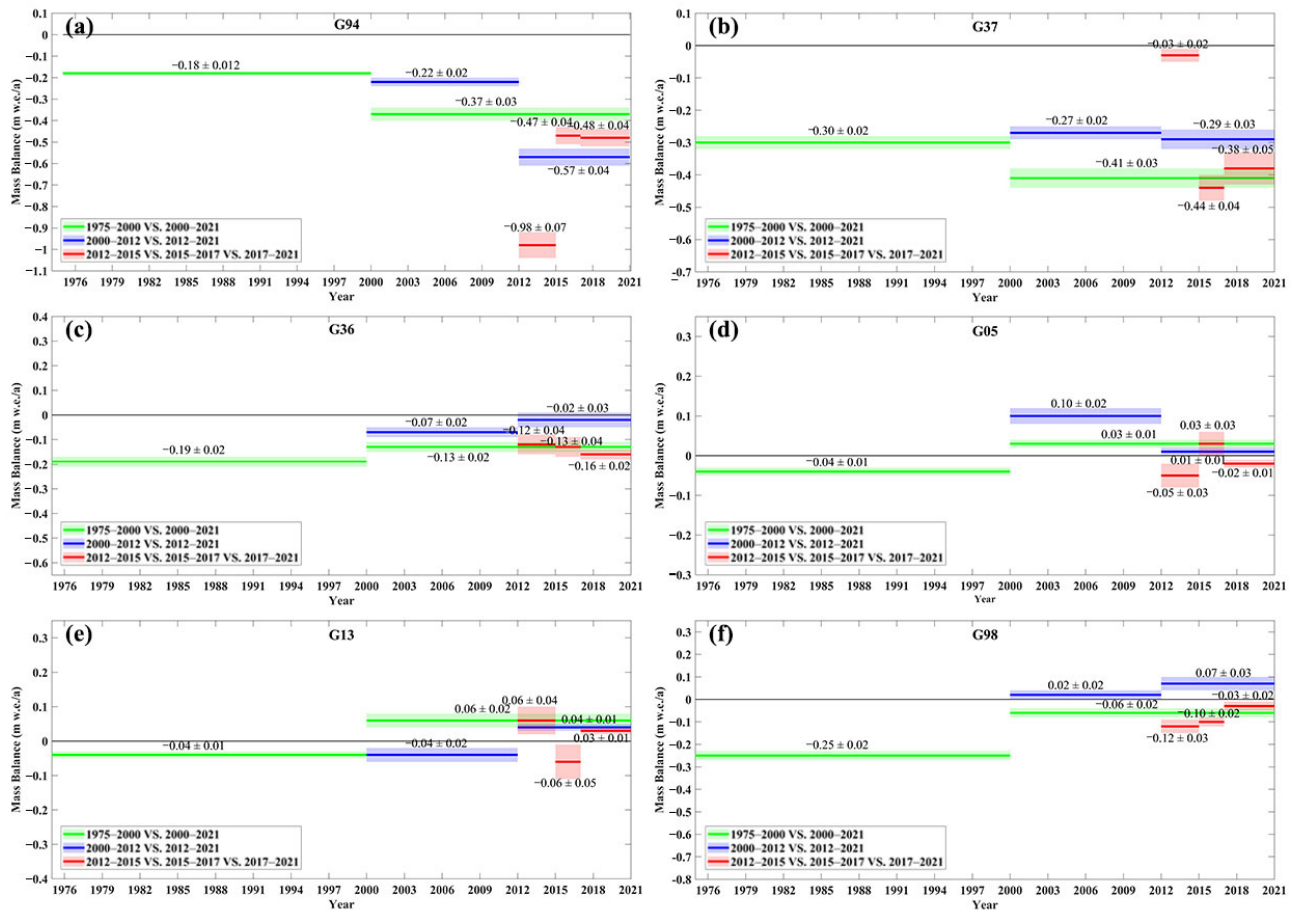 (a)
G94
Mass Balance (m w.e./a)
0.1
0
−0.1
−0.2
−0.3
−0.4
−0.5
−0.6
−0.7
−0.8
−0.9
−1
−1.1
−0.18 ± 0.012
−0.22 ± 0.02
−0.37 ± 0.03
−0.47 ± 0.04
−0.48 ± 0.04
−0.57 ± 0.04
−0.98 ± 0.07
1975–2000 VS. 2000–2021
2000–2012 VS. 2012–2021
2012–2015 VS. 2015–2017 VS. 2017–2021
1976 1979 1982 1985 1988 1991 1994 1997 2000 2003 2006 2009 2012 2015 2018 2021
Year
(b)
G37
Mass Balance (m w.e./a)
0.1
0
−0.1
−0.2
−0.3
−0.4
−0.5
−0.6
−0.7
−0.03 ± 0.02
−0.27 ± 0.02
−0.29 ± 0.03
−0.30 ± 0.02
−0.38 ± 0.05
−0.41 ± 0.03
−0.44 ± 0.04
1975–2000 VS. 2000–2021
2000–2012 VS. 2012–2021
2012–2015 VS. 2015–2017 VS. 2017–2021
1976 1979 1982 1985 1988 1991 1994 1997 2000 2003 2006 2009 2012 2015 2018 2021
Year
(c)
G36
Mass Balance (m w.e./a)
0.4
0.3
0.2
0.1
0
−0.1
−0.2
−0.3
−0.4
−0.5
−0.6
−0.02 ± 0.03
−0.07 ± 0.02
−0.12 ± 0.04
−0.13 ± 0.04
−0.19 ± 0.02
−0.13 ± 0.02
−0.16 ± 0.02
1975–2000 VS. 2000–2021
2000–2012 VS. 2012–2021
2012–2015 VS. 2015–2017 VS. 2017–2021
1976 1979 1982 1985 1988 1991 1994 1997 2000 2003 2006 2009 2012 2015 2018 2021
Year
(d)
G05
Mass Balance (m w.e./a)
0.3
0.2
0.1
0
−0.1
−0.2
−0.3
0.10 ± 0.02
0.03 ± 0.03
0.03 ± 0.01
−0.04 ± 0.01
0.01 ± 0.01
−0.02 ± 0.01
−0.05 ± 0.03
1975–2000 VS. 2000–2021
2000–2012 VS. 2012–2021
2012–2015 VS. 2015–2017 VS. 2017–2021
1976 1979 1982 1985 1988 1991 1994 1997 2000 2003 2006 2009 2012 2015 2018 2021
Year
(e)
G13
Mass Balance (m w.e./a)
0.3
0.2
0.1
0
−0.1
−0.2
−0.3
0.4
0.06 ± 0.04
0.06 ± 0.02
0.04 ± 0.01
0.03 ± 0.01
−0.04 ± 0.01
−0.04 ± 0.02
−0.06 ± 0.05
1975–2000 VS. 2000–2021
2000–2012 VS. 2012–2021
2012–2015 VS. 2015–2017 VS. 2017–2021
1976 1979 1982 1985 1988 1991 1994 1997 2000 2003 2006 2009 2012 2015 2018 2021
Year
(f)
G98
Mass Balance (m w.e./a)
0.3
0.2
0.1
0
−0.1
−0.2
−0.3
−0.4
−0.5
−0.6
−0.7
−0.8
0.07 ± 0.03
0.02 ± 0.02
−0.03 ± 0.02
−0.06 ± 0.02
−0.10 ± 0.02
−0.12 ± 0.03
−0.25 ± 0.02
1975–2000 VS. 2000–2021
2000–2012 VS. 2012–2021
2012–2015 VS. 2015–2017 VS. 2017–2021
1976 1979 1982 1985 1988 1991 1994 1997 2000 2003 2006 2009 2012 2015 2018 2021
Year